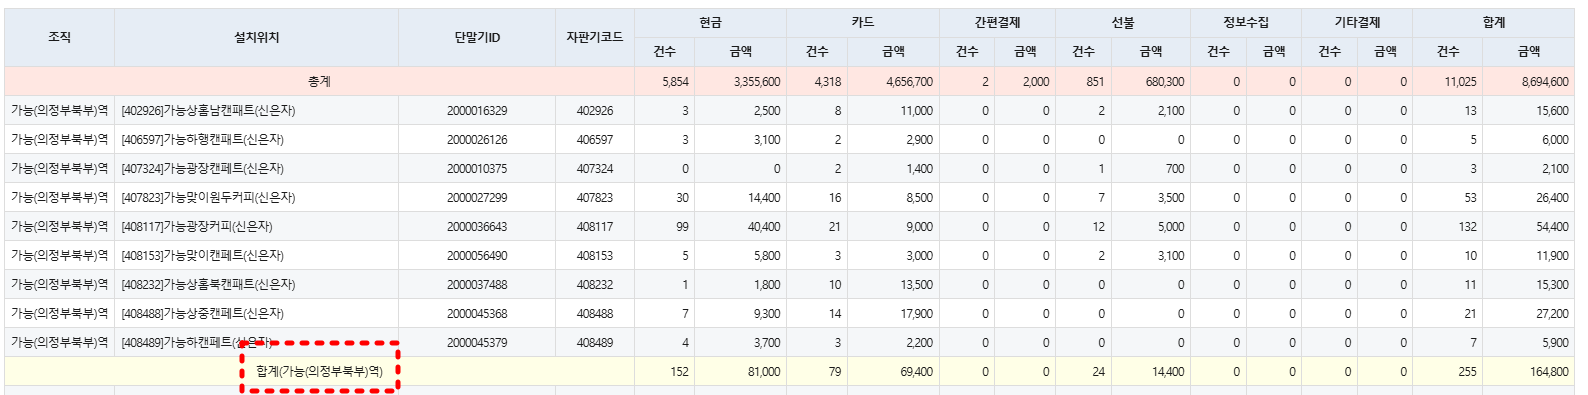 조직 설치위치 단말기ID 자판기코드 현금 카드 간편결제 선불 정보수집 기타결제 합계
건수 금액 건수 금액 건수 금액 건수 금액 건수 금액 건수 금액 건수 금액
총계 5,854 3,355,600 4,318 4,656,700 2 2,000 851 680,300 0 0 0 0 11,025 8,694,600
가능(의정부북부)역 [402926]가능상홈남캔패트(신은자) 2000016329 402926 3 2,500 8 11,000 0 0 2 2,100 0 0 0 0 13 15,600
가능(의정부북부)역 [406597]가능하행캔패트(신은자) 2000026126 406597 3 3,100 2 2,900 0 0 0 0 0 0 0 0 5 6,000
가능(의정부북부)역 [407324]가능광장캔페트(신은자) 2000010375 407324 0 0 2 1,400 0 0 1 700 0 0 0 0 3 2,100
가능(의정부북부)역 [407823]가능맞이원두커피(신은자) 2000027299 407823 30 14,400 16 8,500 0 0 7 3,500 0 0 0 0 53 26,400
가능(의정부북부)역 [408117]가능광장커피(신은자) 2000036643 408117 99 40,400 21 9,000 0 0 12 5,000 0 0 0 0 132 54,400
가능(의정부북부)역 [408153]가능맞이캔페트(신은자) 2000056490 408153 5 5,800 3 3,000 0 0 2 3,100 0 0 0 0 10 11,900
가능(의정부북부)역 [408232]가능상홈북캔패트(신은자) 2000037488 408232 1 1,800 10 13,500 0 0 0 0 0 0 0 0 11 15,300
가능(의정부북부)역 [408488]가능상중캔페트(신은자) 2000045368 408488 7 9,300 14 17,900 0 0 0 0 0 0 0 0 21 27,200
가능(의정부북부)역 [408489]가능하캔페트(신은자) 2000045379 408489 4 3,700 3 2,200 0 0 0 0 0 0 0 0 7 5,900
합계(가능(의정부북부)역) 152 81,000 79 69,400 0 0 24 14,400 0 0 0 0 255 164,800